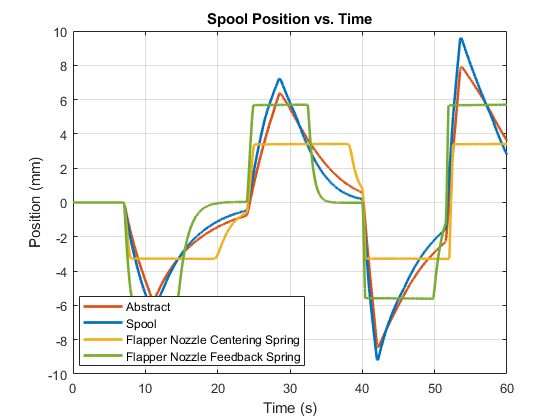 Spool Position vs. Time
10
8
6
4
2
0
-2
-4
-6
-8
-10
Position (mm)
Abstract
Spool
Flapper Nozzle Centering Spring
Flapper Nozzle Feedback Spring
0 10 20 30 40 50 60
Time (s)